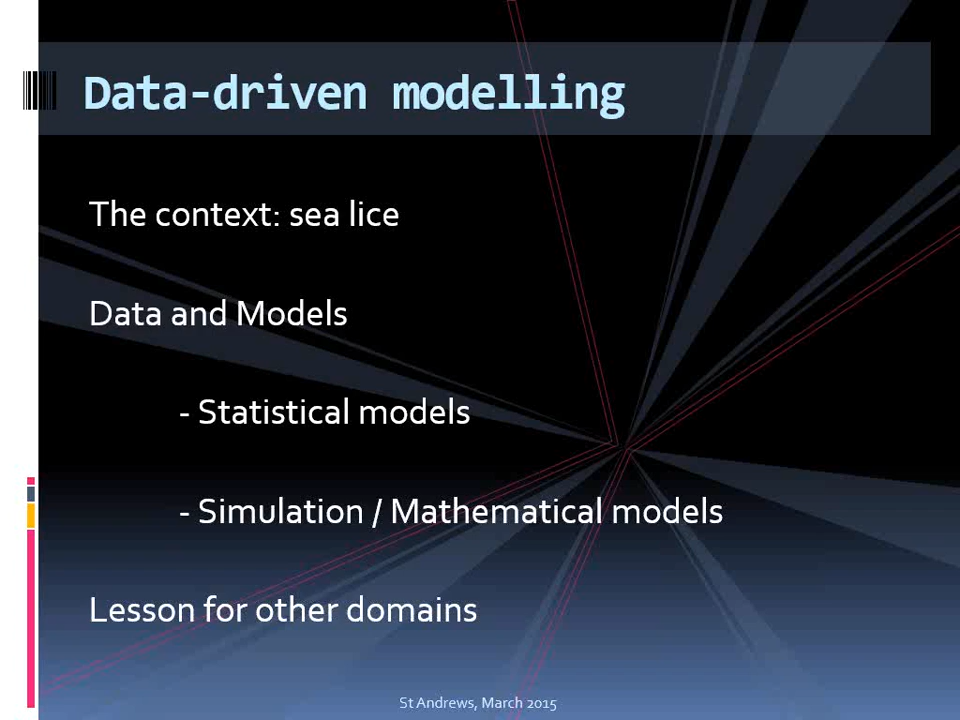 Data-driven modelling
The context: sea lice
Data and Models
- Statistical models
- Simulation / Mathematical models
Lesson for other domains
St Andrews, March 2015